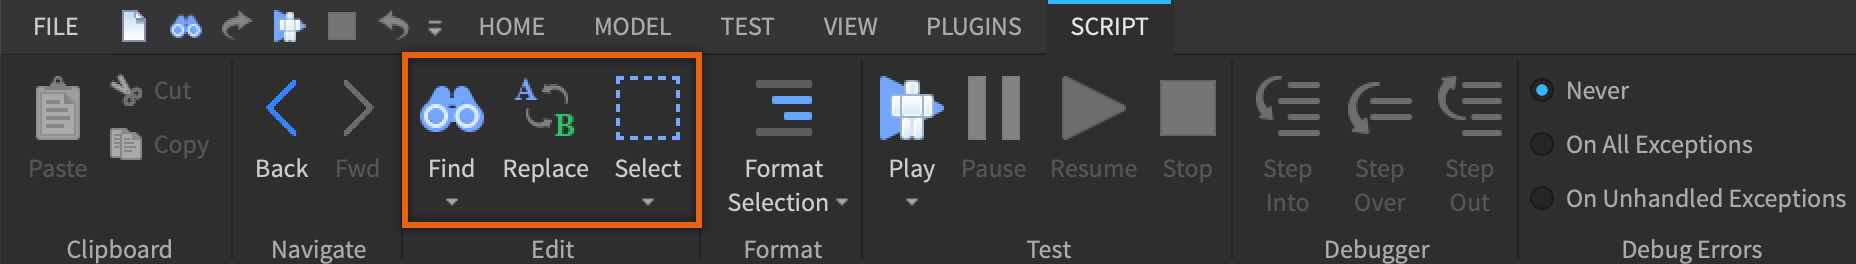 FILE
HOME
MODEL
TEST
VIEW
PLUGINS
SCRIPT
Paste
Cut
Copy
Clipboard
Back
Fwd
Navigate
Find
A
B
Replace
Select
Edit
Format
Selection
Format
Play
Pause
Resume
Stop
Test
Step
Into
Step
Over
Step
Out
Debugger
Never
On All Exceptions
On Unhandled Exceptions
Debug Errors